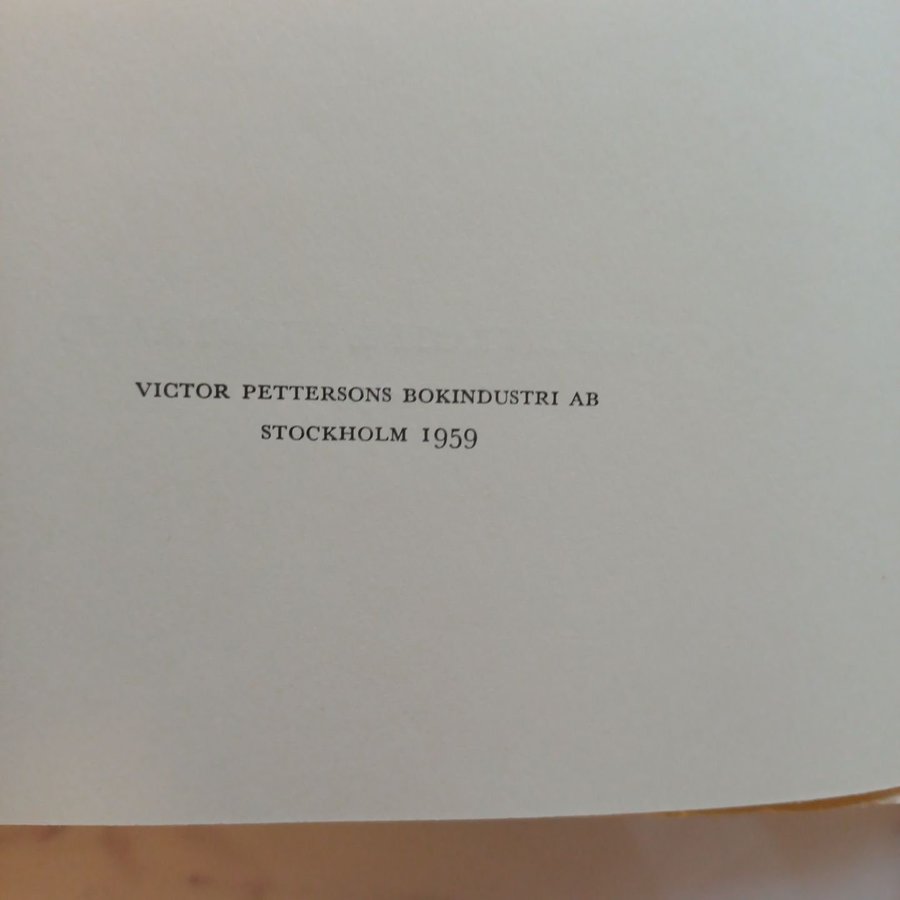 VICTOR PETTERSONS BOKINDUSTRI AB
STOCKHOLM 1959